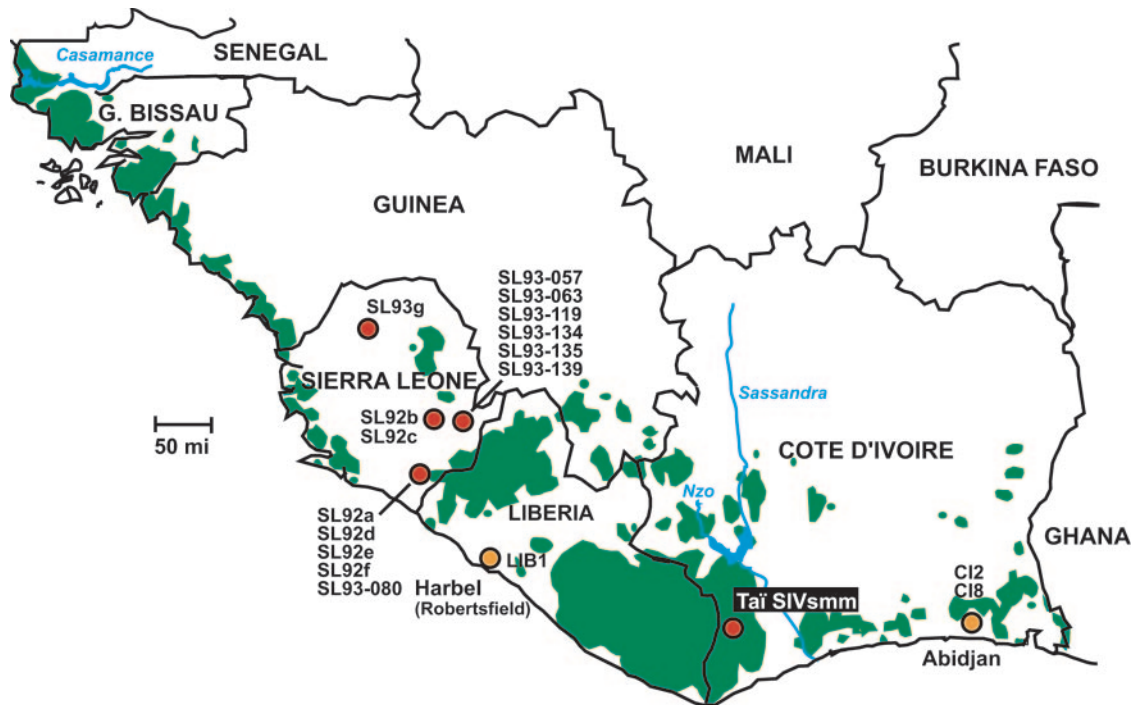 Casamance
SENEGAL
G. BISSAU
MALI
BURKINA FASO
GUINEA
SL93-057
SL93-063
SL93-119
SL93-134
SL93-135
SL93-139
SL93g
SIERRA LEONE
Sassandra
50 mi
SL92b
SL92c
COTE D'IVOIRE
Nzo
SL92a
SL92d
SL92e
SL92f
SL93-080
LIBERIA
GHANA
LIB1
Harbel
(Robertsfield)
CI2
CI8
Taï SIVsmm
Abidjan